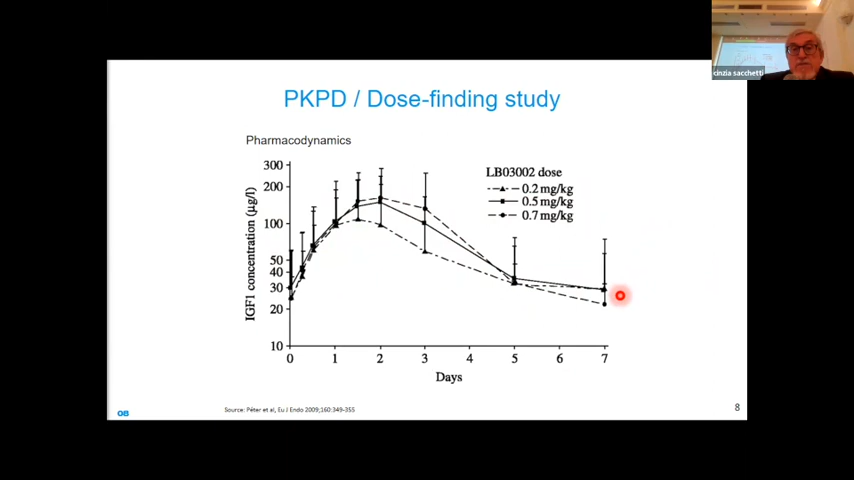 cinzia sacchetti
PKPD / Dose-finding study
Pharmacodynamics
IGF1 concentration (µg/l)
300
200
100
50
40
30
20
10
0
1
2
3
4
5
6
7
Days
LB03002 dose
0.2 mg/kg
0.5 mg/kg
0.7 mg/kg
OB
Source: Péter et al, Eu J Endo 2009;160:349-355
8